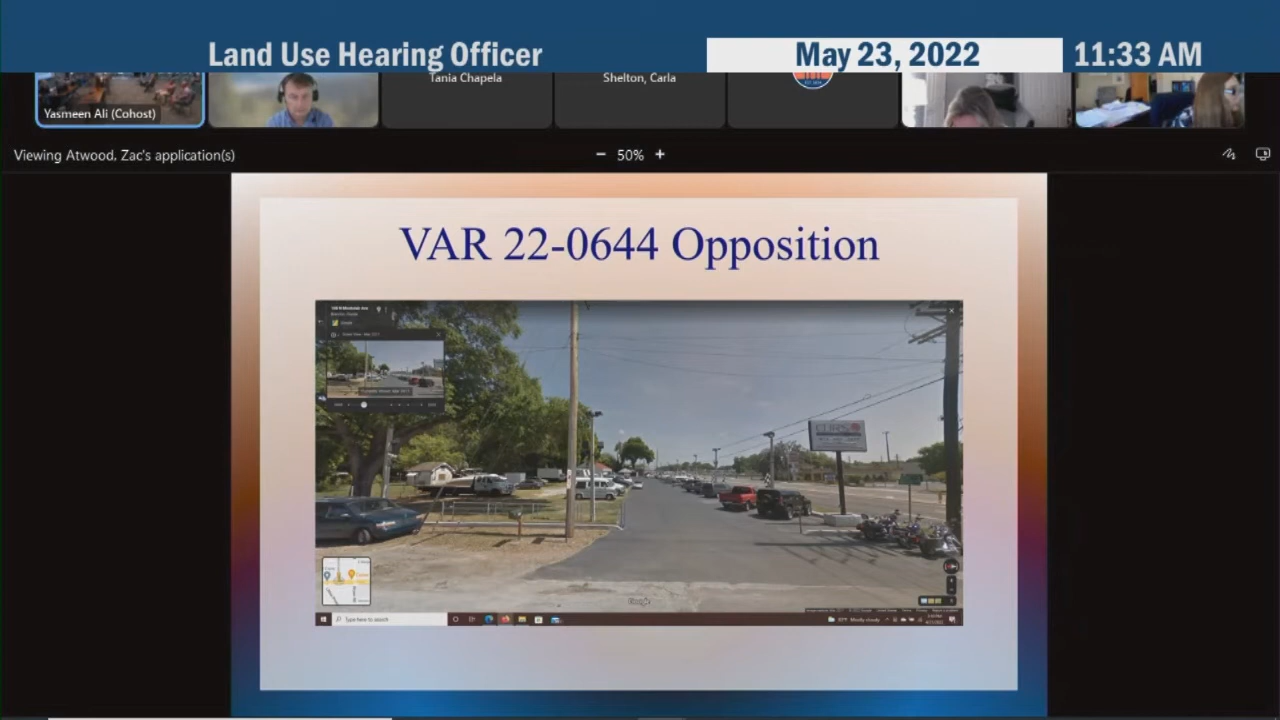 Land Use Hearing Officer
May 23, 2022
11:33 AM
Yasmeen Ali (Cohost)
Tania Chapela
Shelton, Carla
Viewing Atwood, Zac's application(s)
50%
VAR 22-0644 Opposition
Google
Type here to search